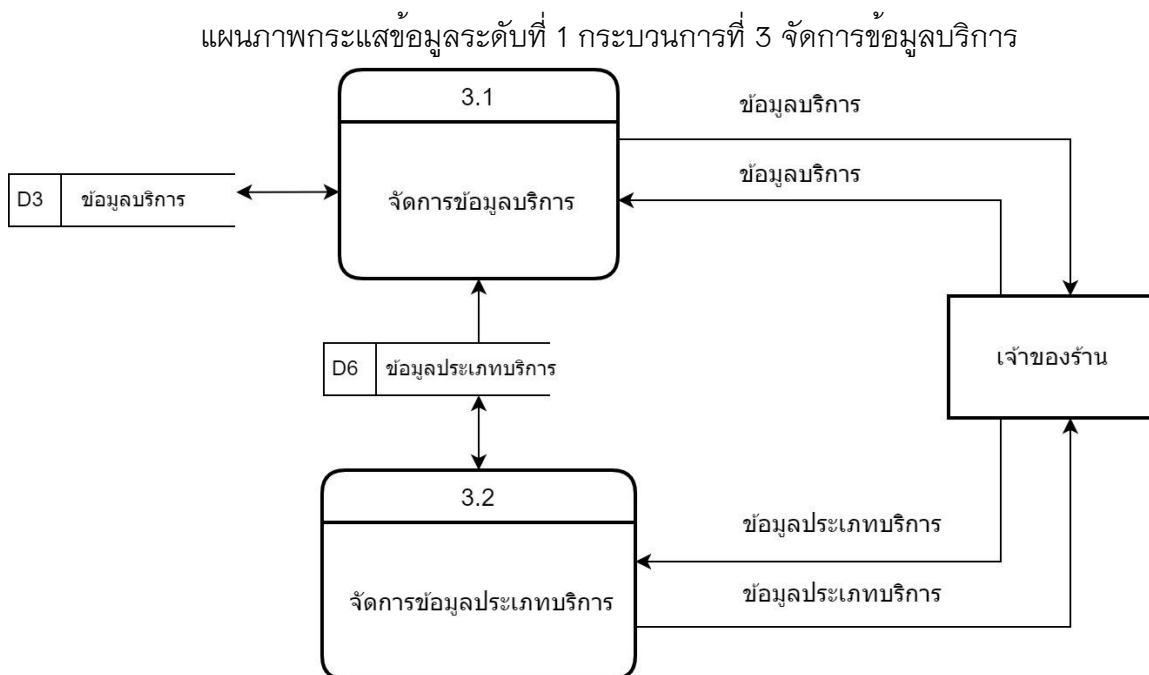 แผนภาพกระแสข้อมูลระดับที่ 1 กระบวนการที่ 3 จัดการข้อมูลบริการ
3.1
จัดการข้อมูลบริการ
ข้อมูลบริการ
ข้อมูลบริการ
D3 ข้อมูลบริการ
D6 ข้อมูลประเภทบริการ
เจ้าของร้าน
3.2
จัดการข้อมูลประเภทบริการ
ข้อมูลประเภทบริการ
ข้อมูลประเภทบริการ